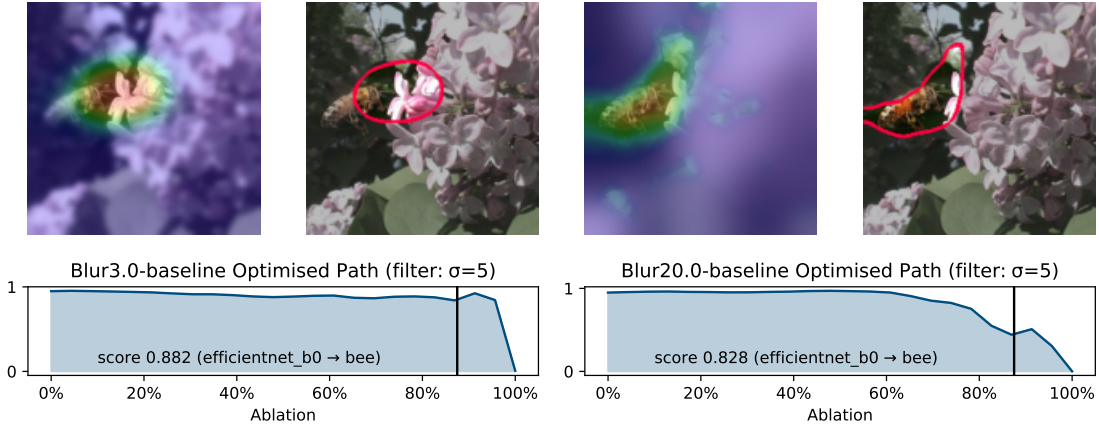 Blur3.0-baseline Optimised Path (filter: σ=5)
1
0
score 0.882 (efficientnet_b0 → bee)
0% 20% 40% 60% 80% 100%
Ablation
Blur20.0-baseline Optimised Path (filter: σ=5)
1
0
score 0.828 (efficientnet_b0 → bee)
0% 20% 40% 60% 80% 100%
Ablation